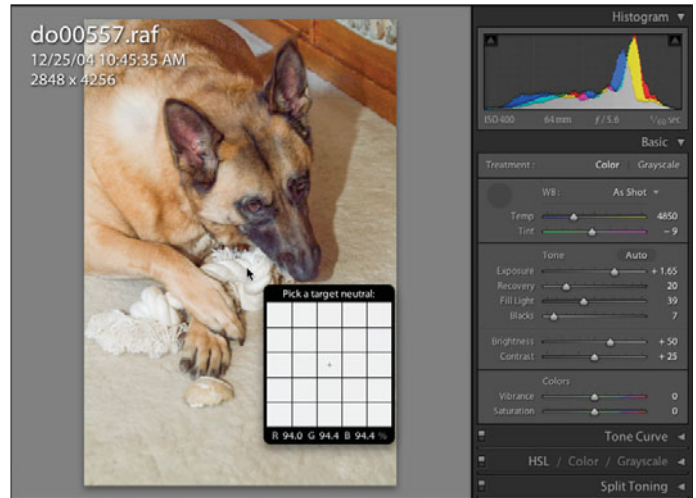 do00557.raf
12/25/04 10:45:35 AM
2848 x 4256
Pick a target neutral:
R 94.0 G 94.4 B 94.4 %
Histogram
ISO 400 64 mm ƒ / 5.6 1/60 sec
Basic
Treatment : Color Grayscale
WB : As Shot
Temp 4850
Tint – 9
Tone Auto
Exposure + 1.65
Recovery 20
Fill Light 39
Blacks 7
Brightness + 50
Contrast + 25
Colors
Vibrance 0
Saturation 0
Tone Curve
HSL / Color / Grayscale
Split Toning